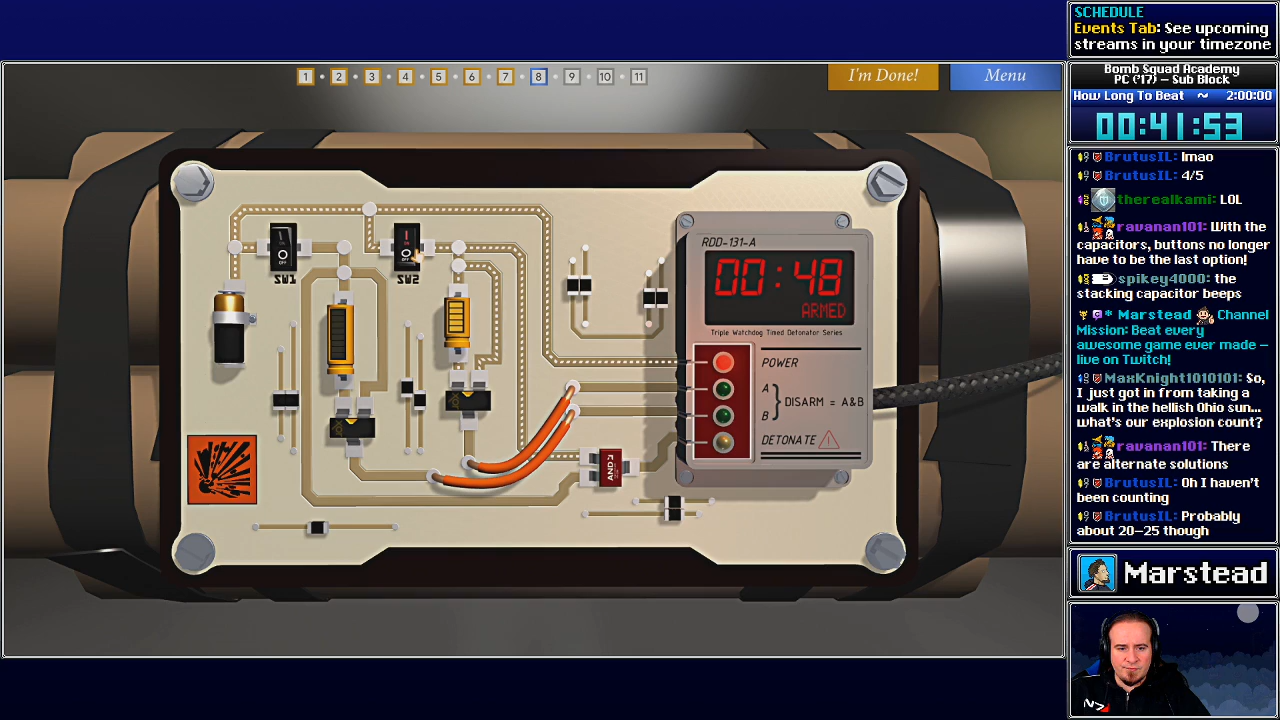 SCHEDULE
Events Tab: See upcoming
streams in your timezone
1 2 3 4 5 6 7 8 9 10 11
I'm Done!
Menu
Bomb Squad Academy
PC ('17) – Sub Block
How Long To Beat ~ 2:00:00
00:41:53
BrutusIL: lmao
BrutusIL: 4/5
therealkami: LOL
ravanan101: With the
capacitors, buttons no longer
have to be the last option!
spikey4000: the
stacking capacitor beeps
Marstead Channel
Mission: Beat every
awesome game ever made –
live on Twitch!
MaxKnight1010101: So,
I just got in from taking a
walk in the hellish Ohio sun...
what's our explosion count?
ravanan101: There
are alternate solutions
BrutusIL: Oh I haven't
been counting
BrutusIL: Probably
about 20–25 though
Marstead
RDD-131-A
00:48
ARMED
Triple Watchdog Timed Detonator Series
POWER
A
B
DISARM = A&B
DETONATE
SW1
SW2
OFF
OFF
XOR
XOR
AND